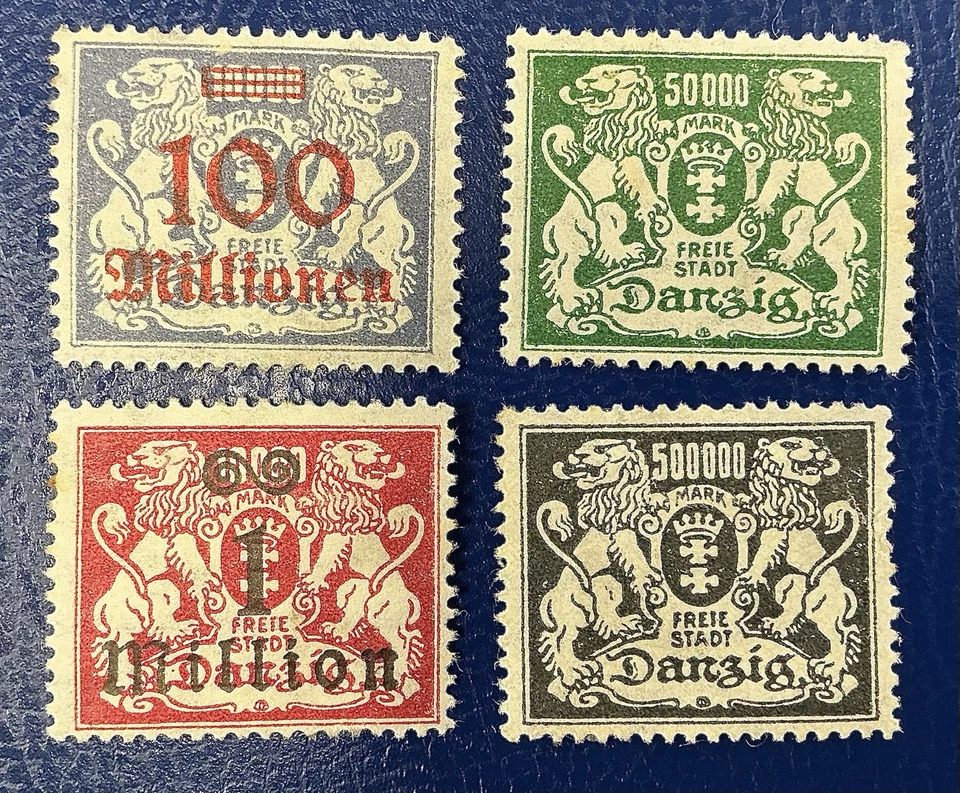 MARK
100
FREIE
Millionen
50000
MARK
FREIE
STADT
Danzig
MARK
1
FREIE
STADT
Million
500000
MARK
FREIE
STADT
Danzig